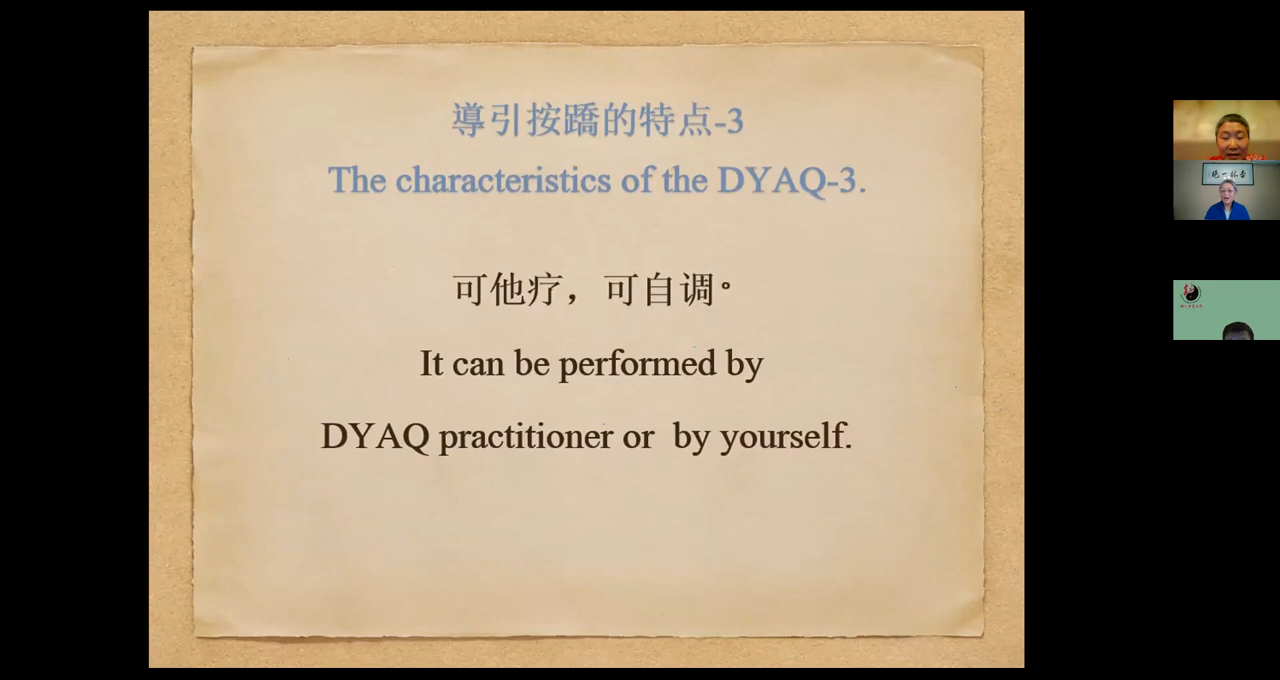 導引按蹻的特点-3
The characteristics of the DYAQ-3.
可他疗，可自调。
It can be performed by
DYAQ practitioner or by yourself.